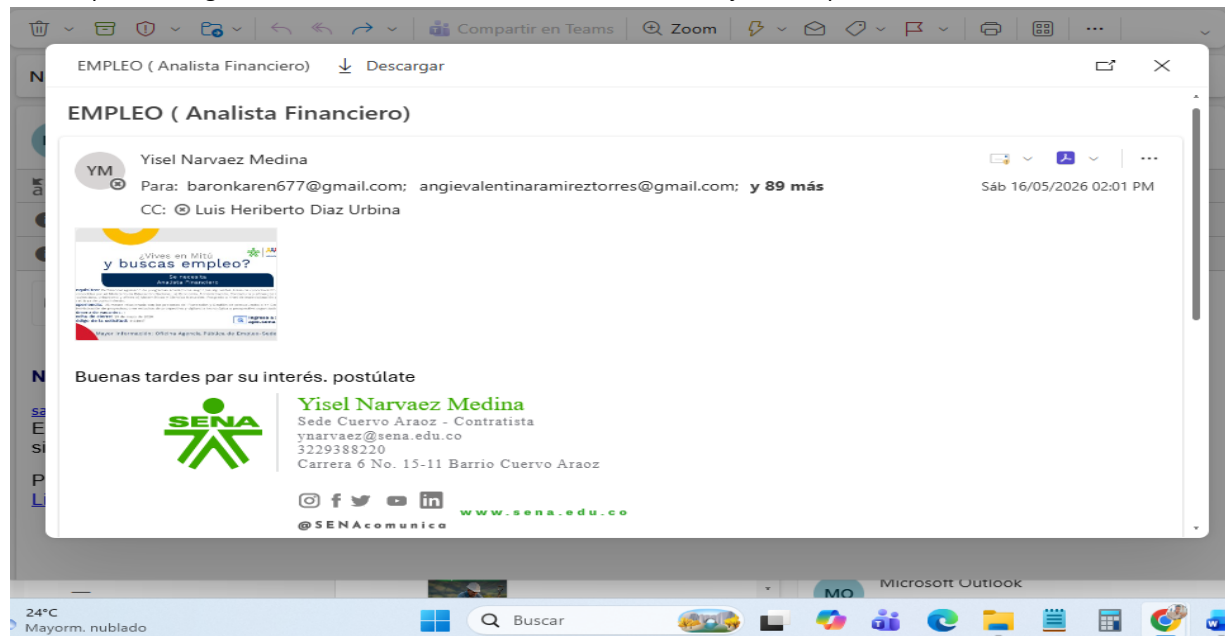 Compartir en Teams
Zoom
EMPLEO ( Analista Financiero)
Descargar
EMPLEO ( Analista Financiero)
YM
Yisel Narvaez Medina
Para: baronkaren677@gmail.com; angievalentinaramireztorres@gmail.com; y 89 más
Sáb 16/05/2026 02:01 PM
CC: Luis Heriberto Diaz Urbina
¿Vives en Mitú
y buscas empleo?
Se necesita
Analista Financiero
Buenas tardes par su interés. postúlate
SENA
Yisel Narvaez Medina
Sede Cuervo Araoz - Contratista
ynarvaez@sena.edu.co
3229388220
Carrera 6 No. 15-11 Barrio Cuervo Araoz
www.sena.edu.co
@SENAcomunica
Microsoft Outlook
MO
24°C
Mayorm. nublado
Buscar